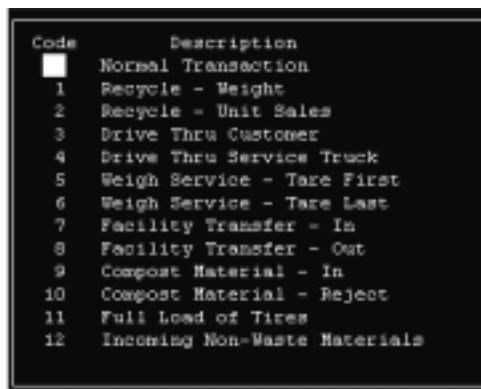 Code Description
Normal Transaction
1 Recycle - Weight
2 Recycle - Unit Sales
3 Drive Thru Customer
4 Drive Thru Service Truck
5 Weigh Service - Tare First
6 Weigh Service - Tare Last
7 Facility Transfer - In
8 Facility Transfer - Out
9 Compost Material - In
10 Compost Material - Reject
11 Full Load of Tires
12 Incoming Non-Waste Materials